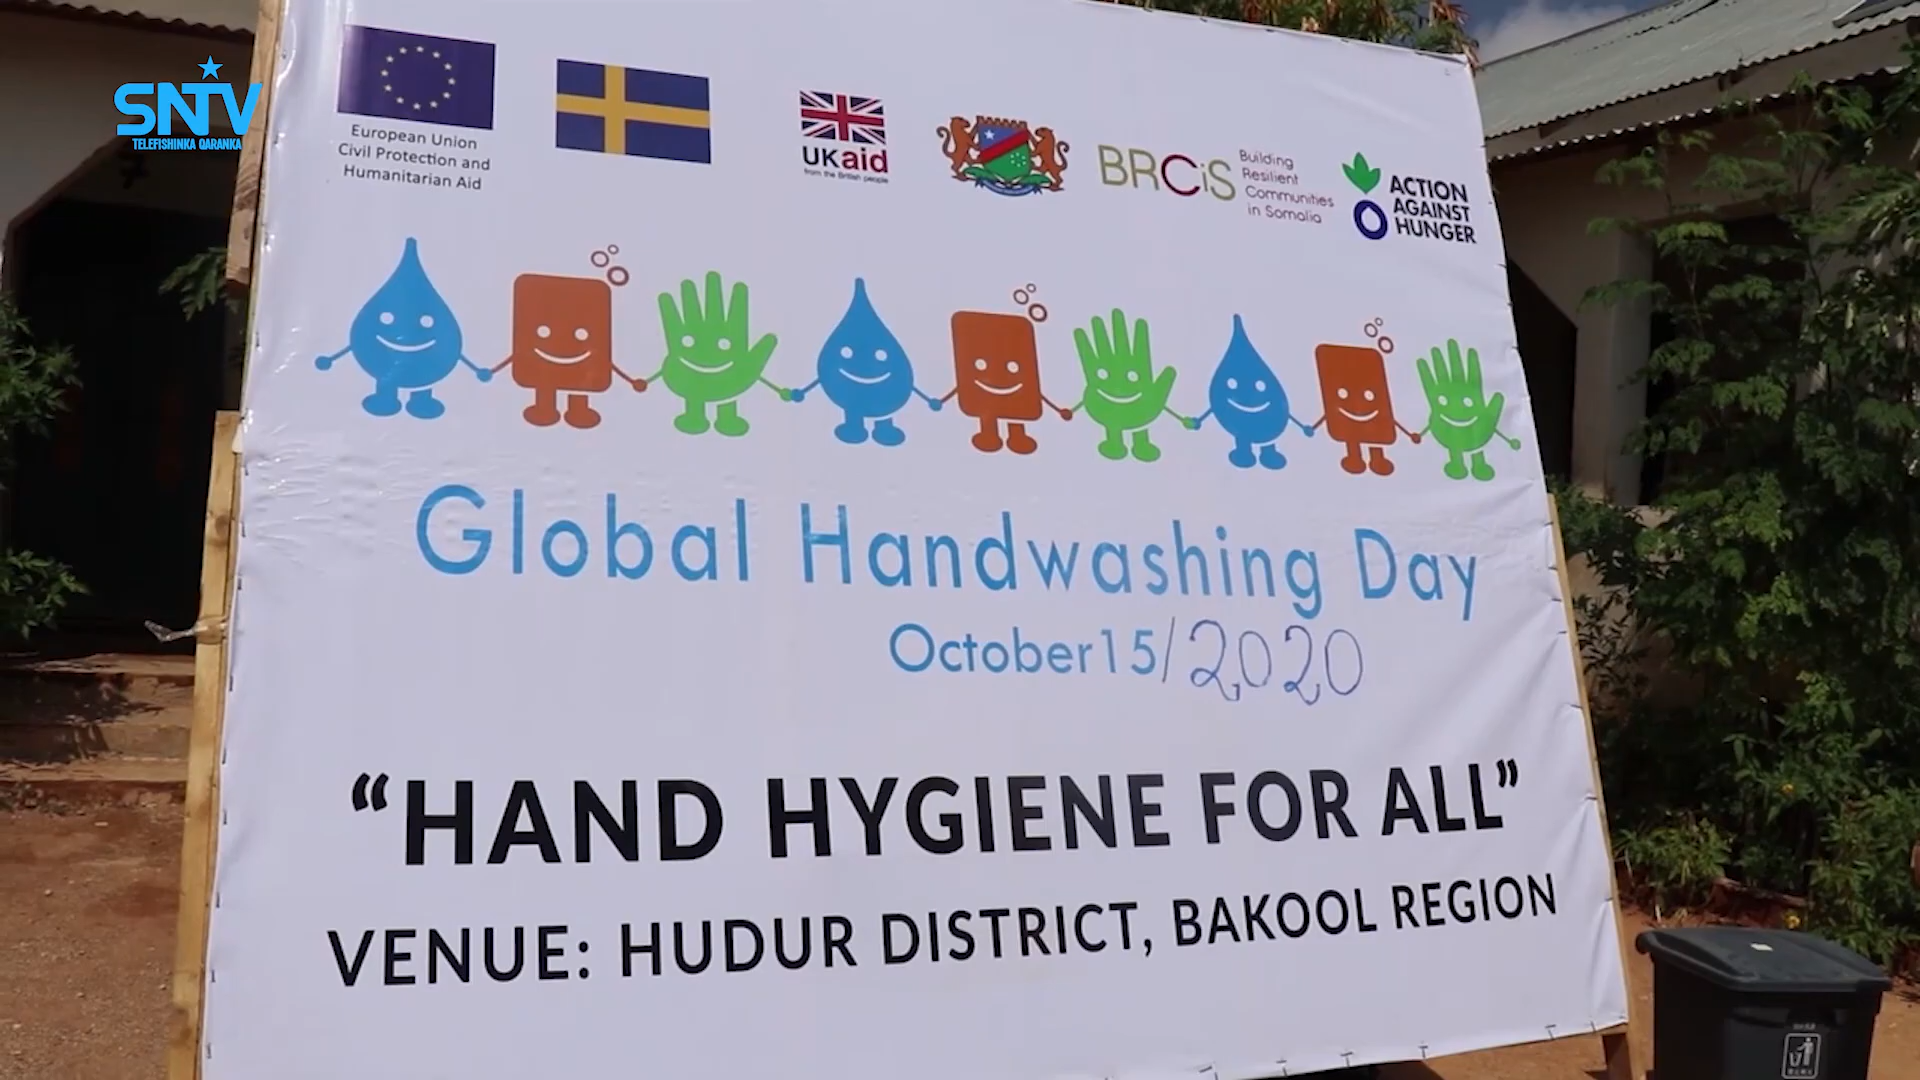 SNTV
TELEFISHINKA QARANKA
European Union
Civil Protection and
Humanitarian Aid
UKaid
from the British people
BRCiS
Building
Resilient
Communities
in Somalia
ACTION
AGAINST
HUNGER
Global Handwashing Day
October 15/2020
“HAND HYGIENE FOR ALL”
VENUE: HUDUR DISTRICT, BAKOOL REGION